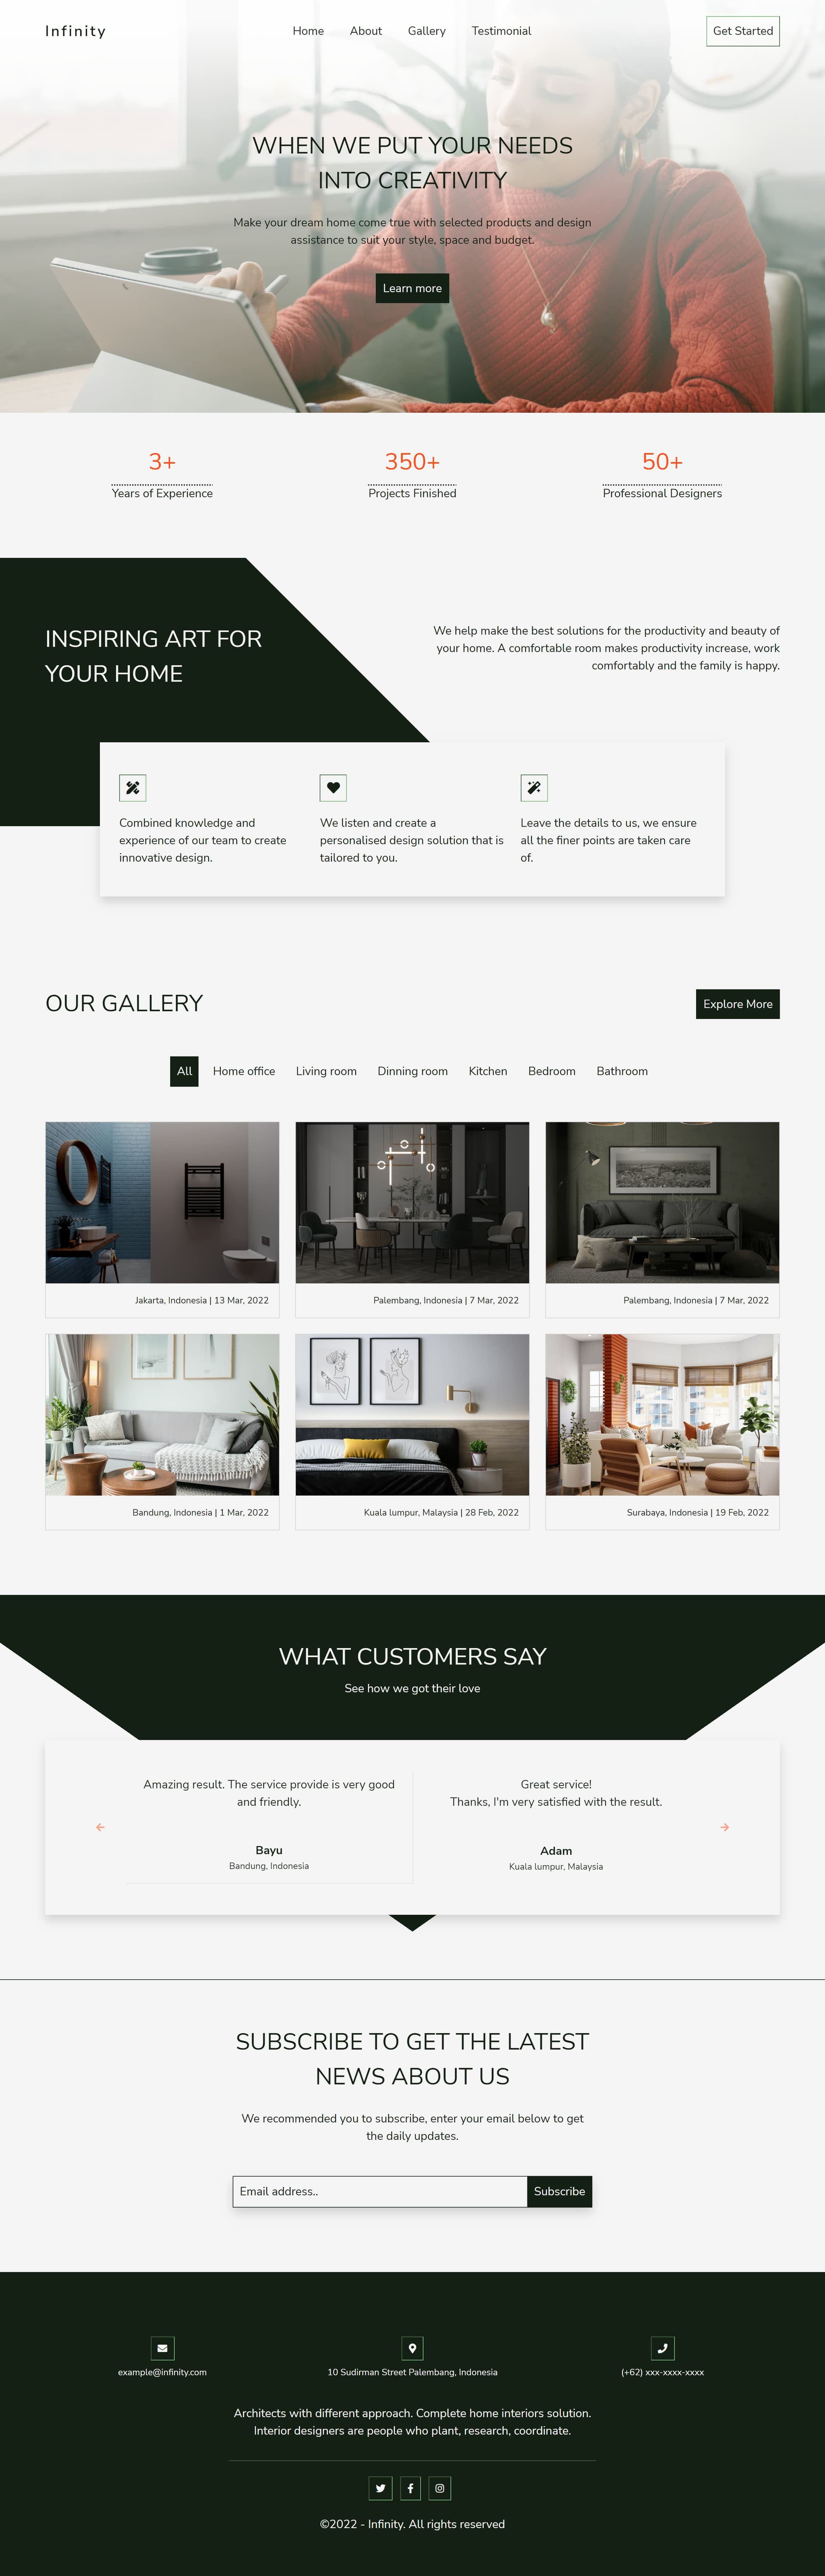 Infinity
Home
About
Gallery
Testimonial
Get Started
WHEN WE PUT YOUR NEEDS
INTO CREATIVITY
Make your dream home come true with selected products and design
assistance to suit your style, space and budget.
Learn more
3+
350+
50+
Years of Experience
Projects Finished
Professional Designers
INSPIRING ART FOR
YOUR HOME
We help make the best solutions for the productivity and beauty of
your home. A comfortable room makes productivity increase, work
comfortably and the family is happy.
Combined knowledge and
experience of our team to create
innovative design.
We listen and create a
personalised design solution that is
tailored to you.
Leave the details to us, we ensure
all the finer points are taken care
of.
OUR GALLERY
Explore More
All
Home office
Living room
Dinning room
Kitchen
Bedroom
Bathroom
Jakarta, Indonesia | 13 Mar, 2022
Palembang, Indonesia | 7 Mar, 2022
Palembang, Indonesia | 7 Mar, 2022
Bandung, Indonesia | 1 Mar, 2022
Kuala lumpur, Malaysia | 28 Feb, 2022
Surabaya, Indonesia | 19 Feb, 2022
WHAT CUSTOMERS SAY
See how we got their love
Amazing result. The service provide is very good
and friendly.
Bayu
Bandung, Indonesia
Great service!
Thanks, I'm very satisfied with the result.
Adam
Kuala lumpur, Malaysia
SUBSCRIBE TO GET THE LATEST
NEWS ABOUT US
We recommended you to subscribe, enter your email below to get
the daily updates.
Email address..
Subscribe
example@infinity.com
10 Sudirman Street Palembang, Indonesia
(+62) xxx-xxxx-xxxx
Architects with different approach. Complete home interiors solution.
Interior designers are people who plant, research, coordinate.
©2022 - Infinity. All rights reserved